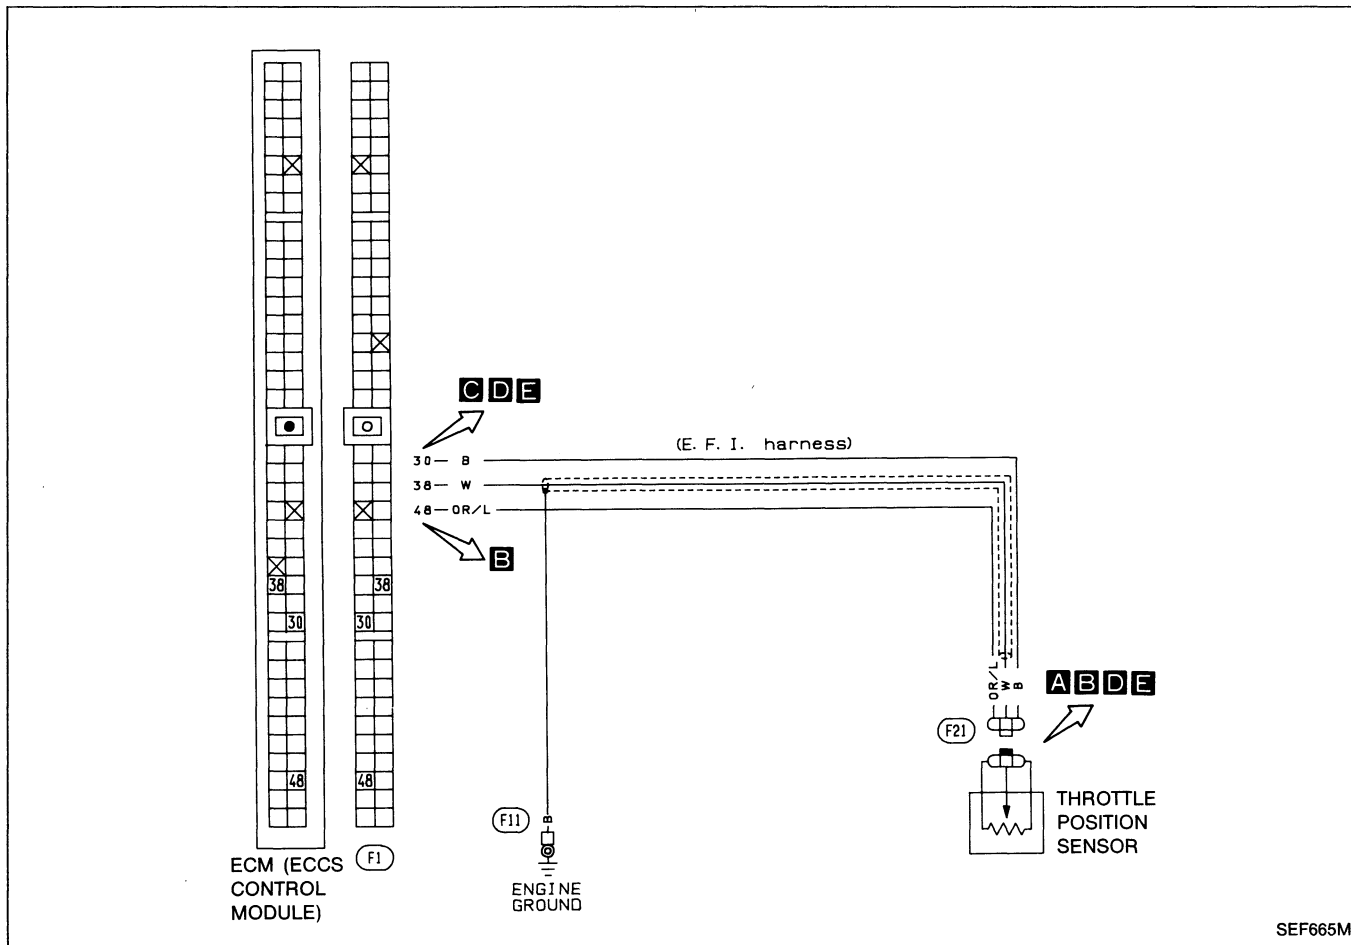 C D E
(E. F. I. harness)
30— B
38— W
48—OR/L
B
38
38
30
30
OR/L
W
B
A B D E
F21
48
48
THROTTLE
POSITION
SENSOR
F11
B
ECM (ECCS
CONTROL
MODULE)
F1
ENGINE
GROUND
SEF665M